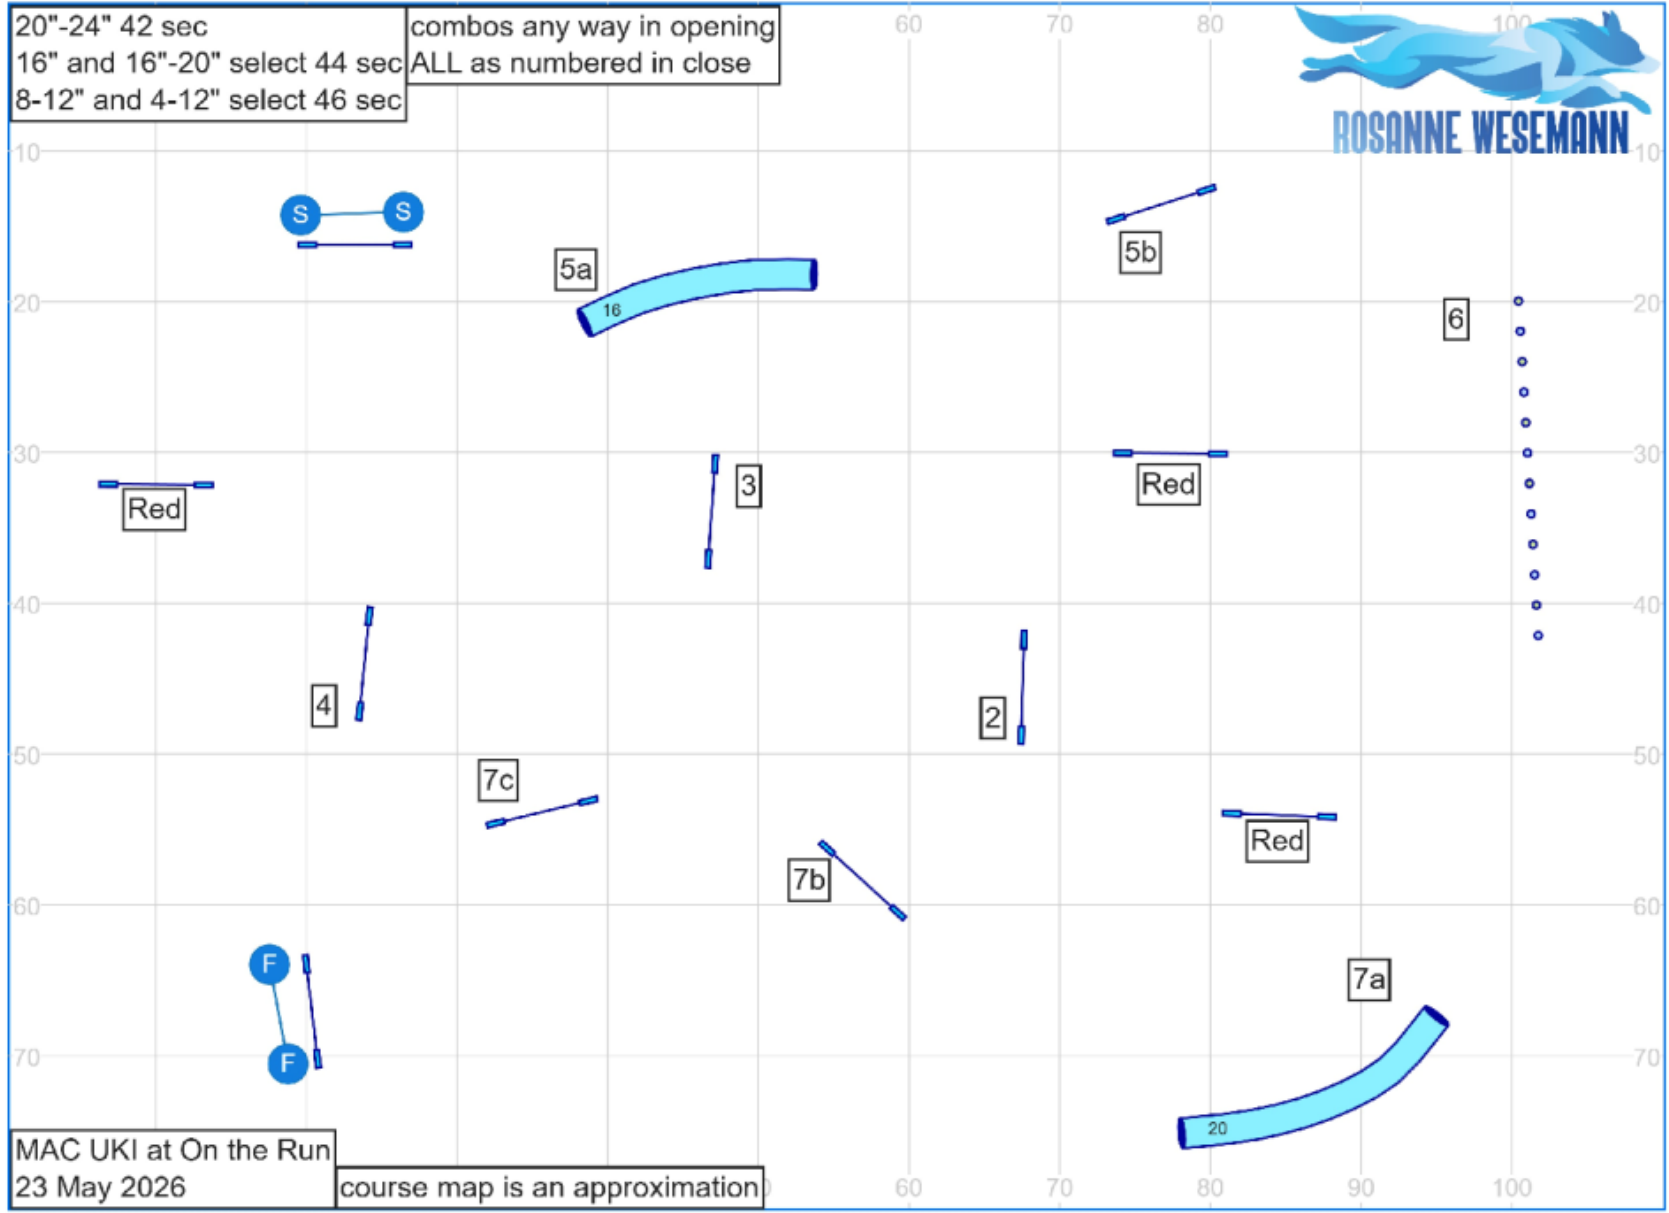 20"-24" 42 sec
16" and 16"-20" select 44 sec
8-12" and 4-12" select 46 sec
combos any way in opening
ALL as numbered in close
60 70 80 100
ROSANNE WESEMANN
10 10
S S
5a
16
5b
20 20
6
30 30
Red
3
Red
40 40
4
2
50 50
7c
Red
7b
60 60
F
7a
F
70 70
20
MAC UKI at On the Run
23 May 2026
course map is an approximation
60 70 80 90 100